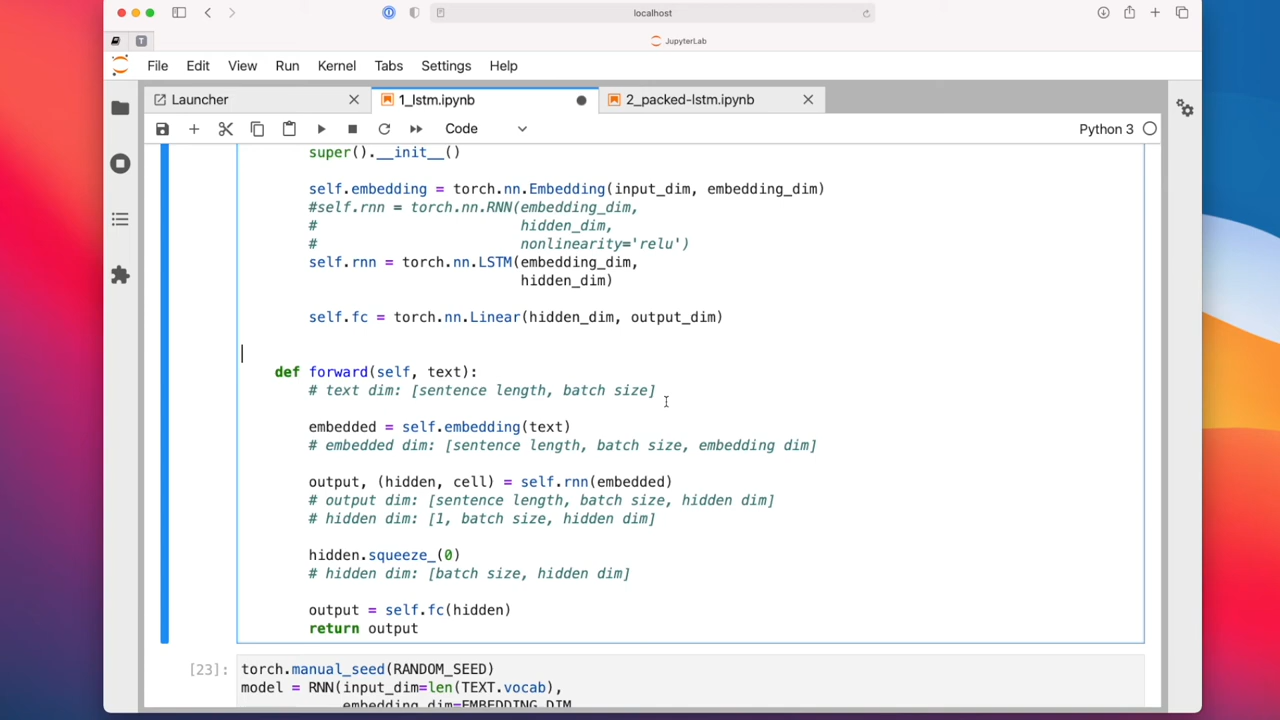 localhost
T
JupyterLab
File Edit View Run Kernel Tabs Settings Help
Launcher 1_lstm.ipynb 2_packed-lstm.ipynb
Code Python 3
super().__init__()
self.embedding = torch.nn.Embedding(input_dim, embedding_dim)
#self.rnn = torch.nn.RNN(embedding_dim,
# hidden_dim,
# nonlinearity='relu')
self.rnn = torch.nn.LSTM(embedding_dim,
hidden_dim)
self.fc = torch.nn.Linear(hidden_dim, output_dim)
def forward(self, text):
# text dim: [sentence length, batch size]
embedded = self.embedding(text)
# embedded dim: [sentence length, batch size, embedding dim]
output, (hidden, cell) = self.rnn(embedded)
# output dim: [sentence length, batch size, hidden dim]
# hidden dim: [1, batch size, hidden dim]
hidden.squeeze_(0)
# hidden dim: [batch size, hidden dim]
output = self.fc(hidden)
return output
[23]: torch.manual_seed(RANDOM_SEED)
model = RNN(input_dim=len(TEXT.vocab),
embedding_dim=EMBEDDING_DIM,